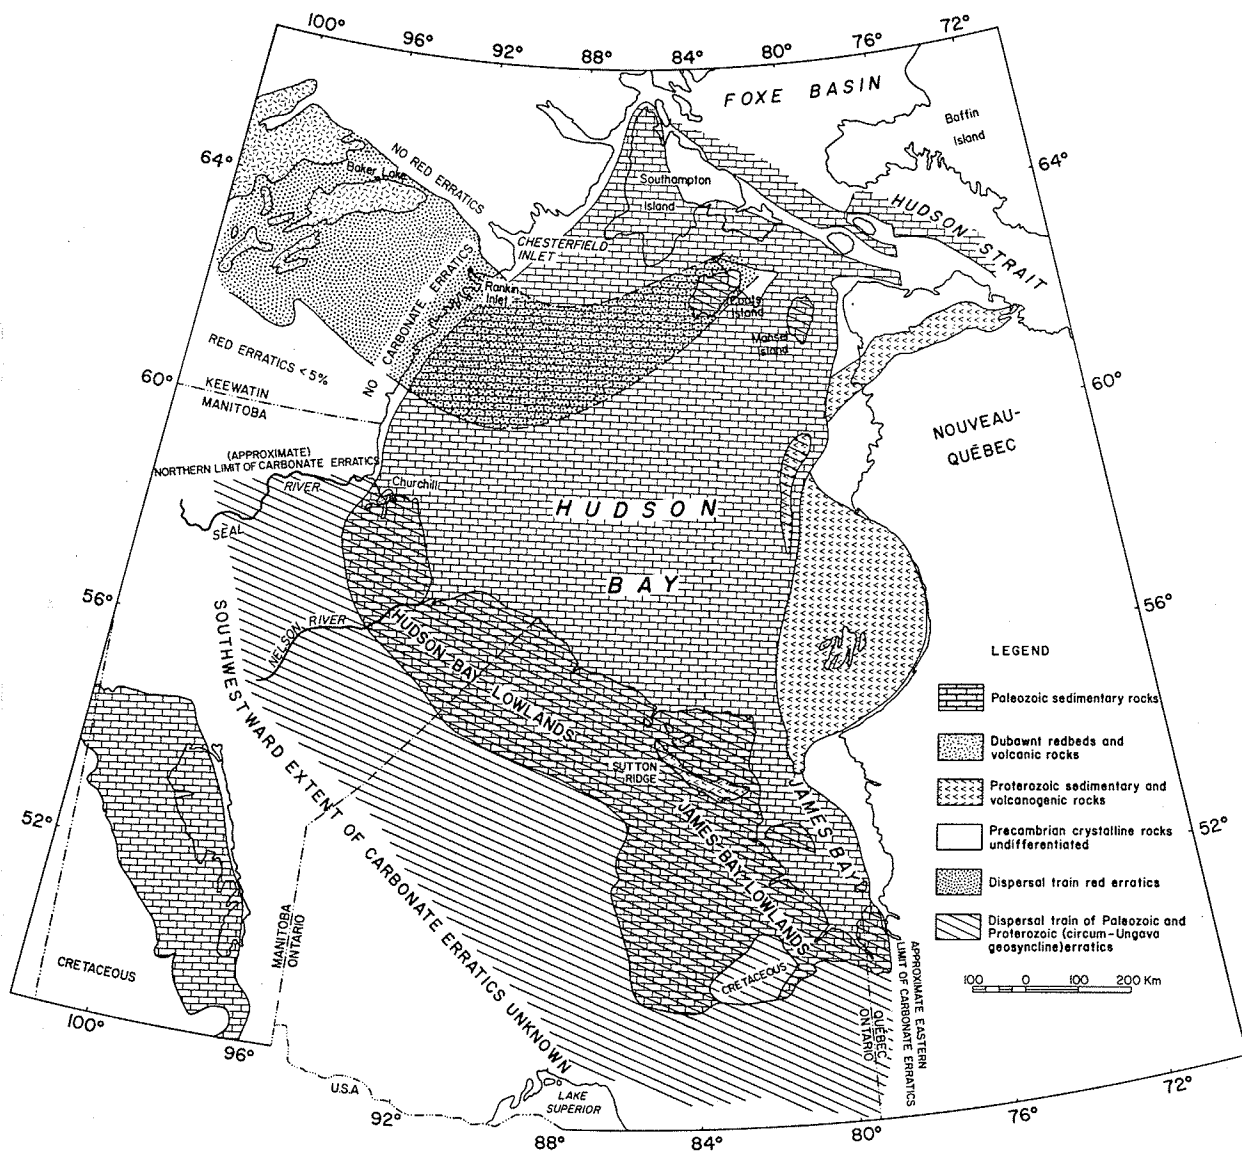 100°
96°
92°
88°
84°
80°
76°
72°
FOXE BASIN
Baffin
Island
64°
64°
NO RED ERRATICS
Baker Lake
Southampton
Island
HUDSON STRAIT
CHESTERFIELD
INLET
NO CARBONATE ERRATICS
Rankin
Inlet
Coats
Island
Mansel
Island
RED ERRATICS <5%
60°
60°
KEEWATIN
MANITOBA
NOUVEAU-
QUÉBEC
(APPROXIMATE)
NORTHERN LIMIT OF CARBONATE ERRATICS
SEAL RIVER
Churchill
HUDSON
BAY
56°
56°
NELSON RIVER
HUDSON BAY LOWLANDS
SOUTHWESTWARD EXTENT OF CARBONATE ERRATICS UNKNOWN
SUTTON
RIDGE
JAMES BAY
JAMES BAY LOWLANDS
52°
52°
CRETACEOUS
CRETACEOUS
MANITOBA
ONTARIO
QUÉBEC
ONTARIO
APPROXIMATE EASTERN
LIMIT OF CARBONATE ERRATICS
LEGEND
Paleozoic sedimentary rocks
Dubawnt redbeds and
volcanic rocks
Proterozoic sedimentary and
volcanogenic rocks
Precambrian crystalline rocks
undifferentiated
Dispersal train red erratics
Dispersal train of Paleozoic and
Proterozoic (circum-Ungava
geosyncline) erratics
100 0 100 200 Km
100°
96°
U.S.A
LAKE
SUPERIOR
92°
88°
84°
80°
76°
72°